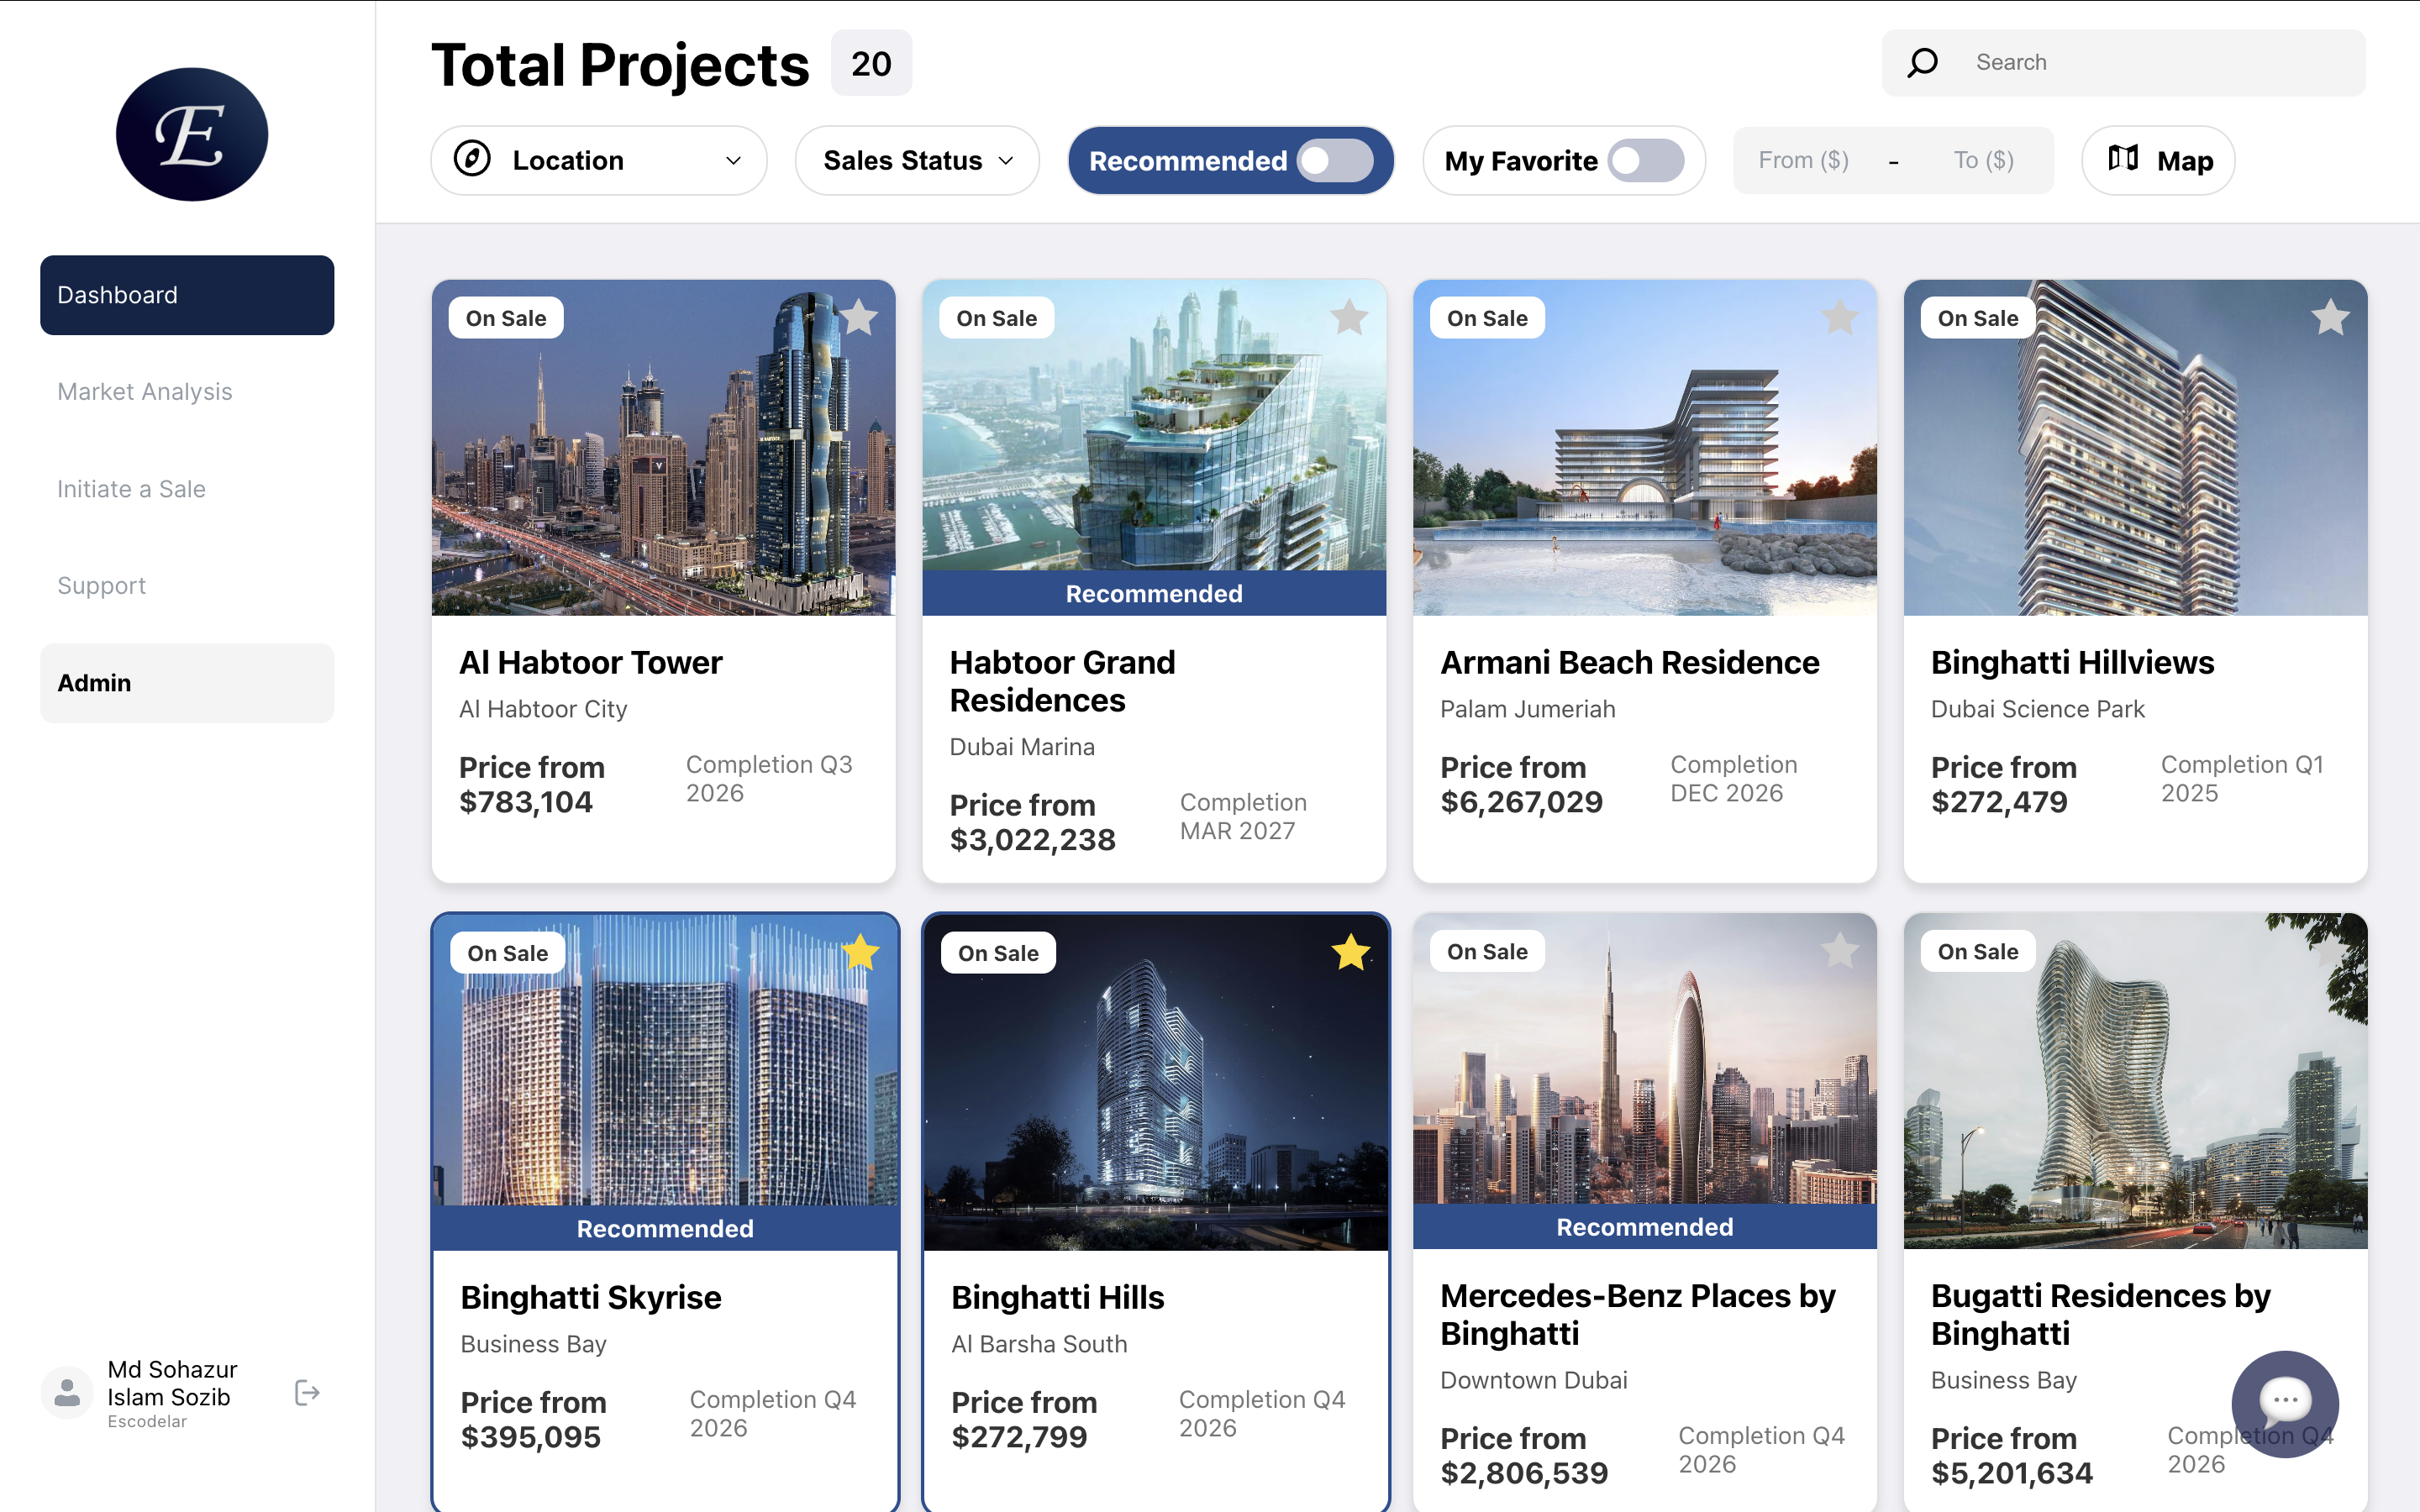 Total Projects 20
Search
E
Location
Sales Status
Recommended
My Favorite
From ($) - To ($)
Map
Dashboard
Market Analysis
Initiate a Sale
Support
Admin
On Sale
Al Habtoor Tower
Al Habtoor City
Price from
$783,104
Completion Q3
2026
On Sale
Recommended
Habtoor Grand
Residences
Dubai Marina
Price from
$3,022,238
Completion
MAR 2027
On Sale
Armani Beach Residence
Palam Jumeriah
Price from
$6,267,029
Completion
DEC 2026
On Sale
Binghatti Hillviews
Dubai Science Park
Price from
$272,479
Completion Q1
2025
On Sale
Recommended
Binghatti Skyrise
Business Bay
Price from
$395,095
Completion Q4
2026
On Sale
Binghatti Hills
Al Barsha South
Price from
$272,799
Completion Q4
2026
On Sale
Recommended
Mercedes-Benz Places by
Binghatti
Downtown Dubai
Price from
$2,806,539
Completion Q4
2026
On Sale
Bugatti Residences by
Binghatti
Business Bay
Price from
$5,201,634
Completion Q4
2026
Md Sohazur
Islam Sozib
Escodelar